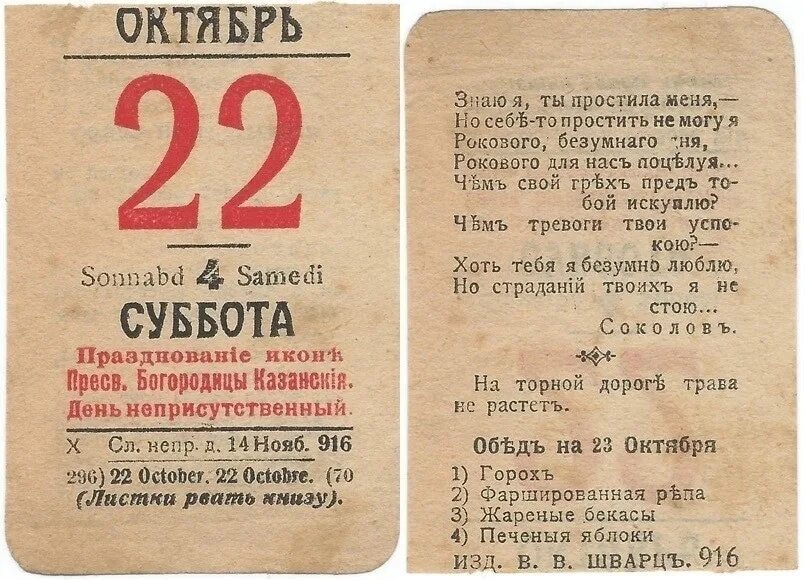 ОКТЯБРЬ
22
Sonnabd 4 Samedi
СУББОТА
Празднованіе иконѣ
Пресв. Богородицы Казанскія.
День неприсутственный.
X Сл. непр. д. 14 Нояб. 916
296) 22 October. 22 Octobre. (70
(Листки рвать книзу).
Знаю я, ты простила меня,—
Но себѣ-то простить не могу я
Рокового, безумнаго дня,
Рокового для насъ поцѣлуя...
Чѣмъ свой грѣхъ предъ то-
бой искуплю?
Чѣмъ тревоги твои успо-
кою?—
Хоть тебя я безумно люблю,
Но страданій твоихъ я не
стою...
Соколовъ.
На торной дорогѣ трава
не растетъ.
Обѣдъ на 23 Октября
1) Горохъ
2) Фаршированная рѣпа
3) Жареные бекасы
4) Печеныя яблоки
ИЗД. В. В. ШВАРЦЪ. 916